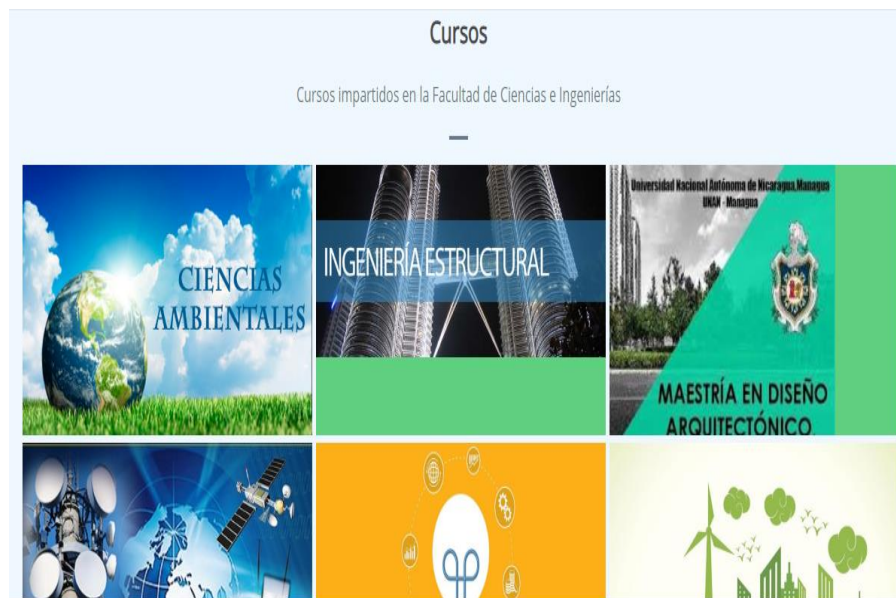 Cursos
Cursos impartidos en la Facultad de Ciencias e Ingenierías
CIENCIAS
AMBIENTALES
INGENIERÍA ESTRUCTURAL
Universidad Nacional Autónoma de Nicaragua,Managua
UNAN - Managua
MAESTRÍA EN DISEÑO
ARQUITECTÓNICO.